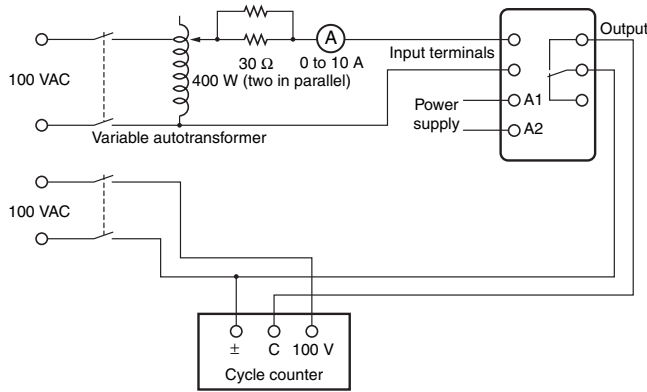 Output
A
Input terminals
30 Ω
0 to 10 A
100 VAC
400 W (two in parallel)
Power
supply
A1
A2
Variable autotransformer
100 VAC
± C 100 V
Cycle counter